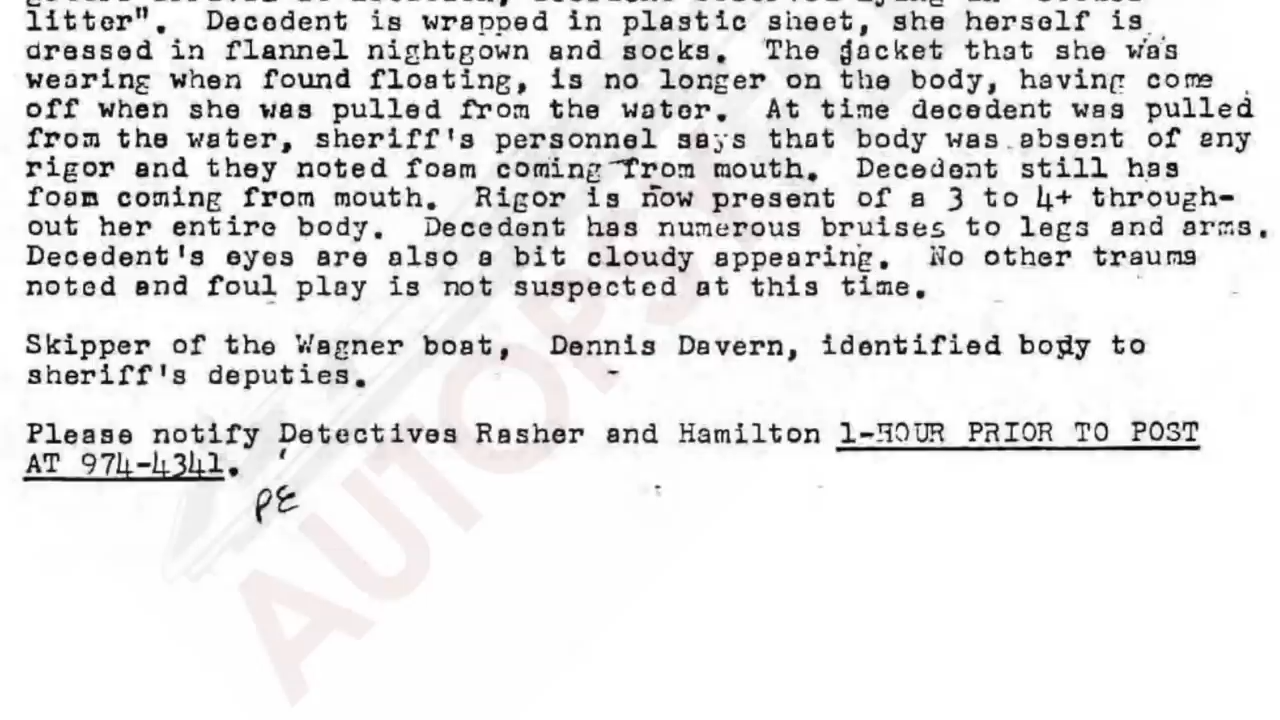 litter". Decedent is wrapped in plastic sheet, she herself is
dressed in flannel nightgown and socks. The jacket that she was
wearing when found floating, is no longer on the body, having come
off when she was pulled from the water. At time decedent was pulled
from the water, sheriff's personnel says that body was absent of any
rigor and they noted foam coming from mouth. Decedent still has
foam coming from mouth. Rigor is now present of a 3 to 4+ through-
out her entire body. Decedent has numerous bruises to legs and arms.
Decedent's eyes are also a bit cloudy appearing. No other trauma
noted and foul play is not suspected at this time.
Skipper of the Wagner boat, Dennis Davern, identified body to
sheriff's deputies.
Please notify Detectives Rasher and Hamilton 1-HOUR PRIOR TO POST
AT 974-4341.
PE
AUTOPSY